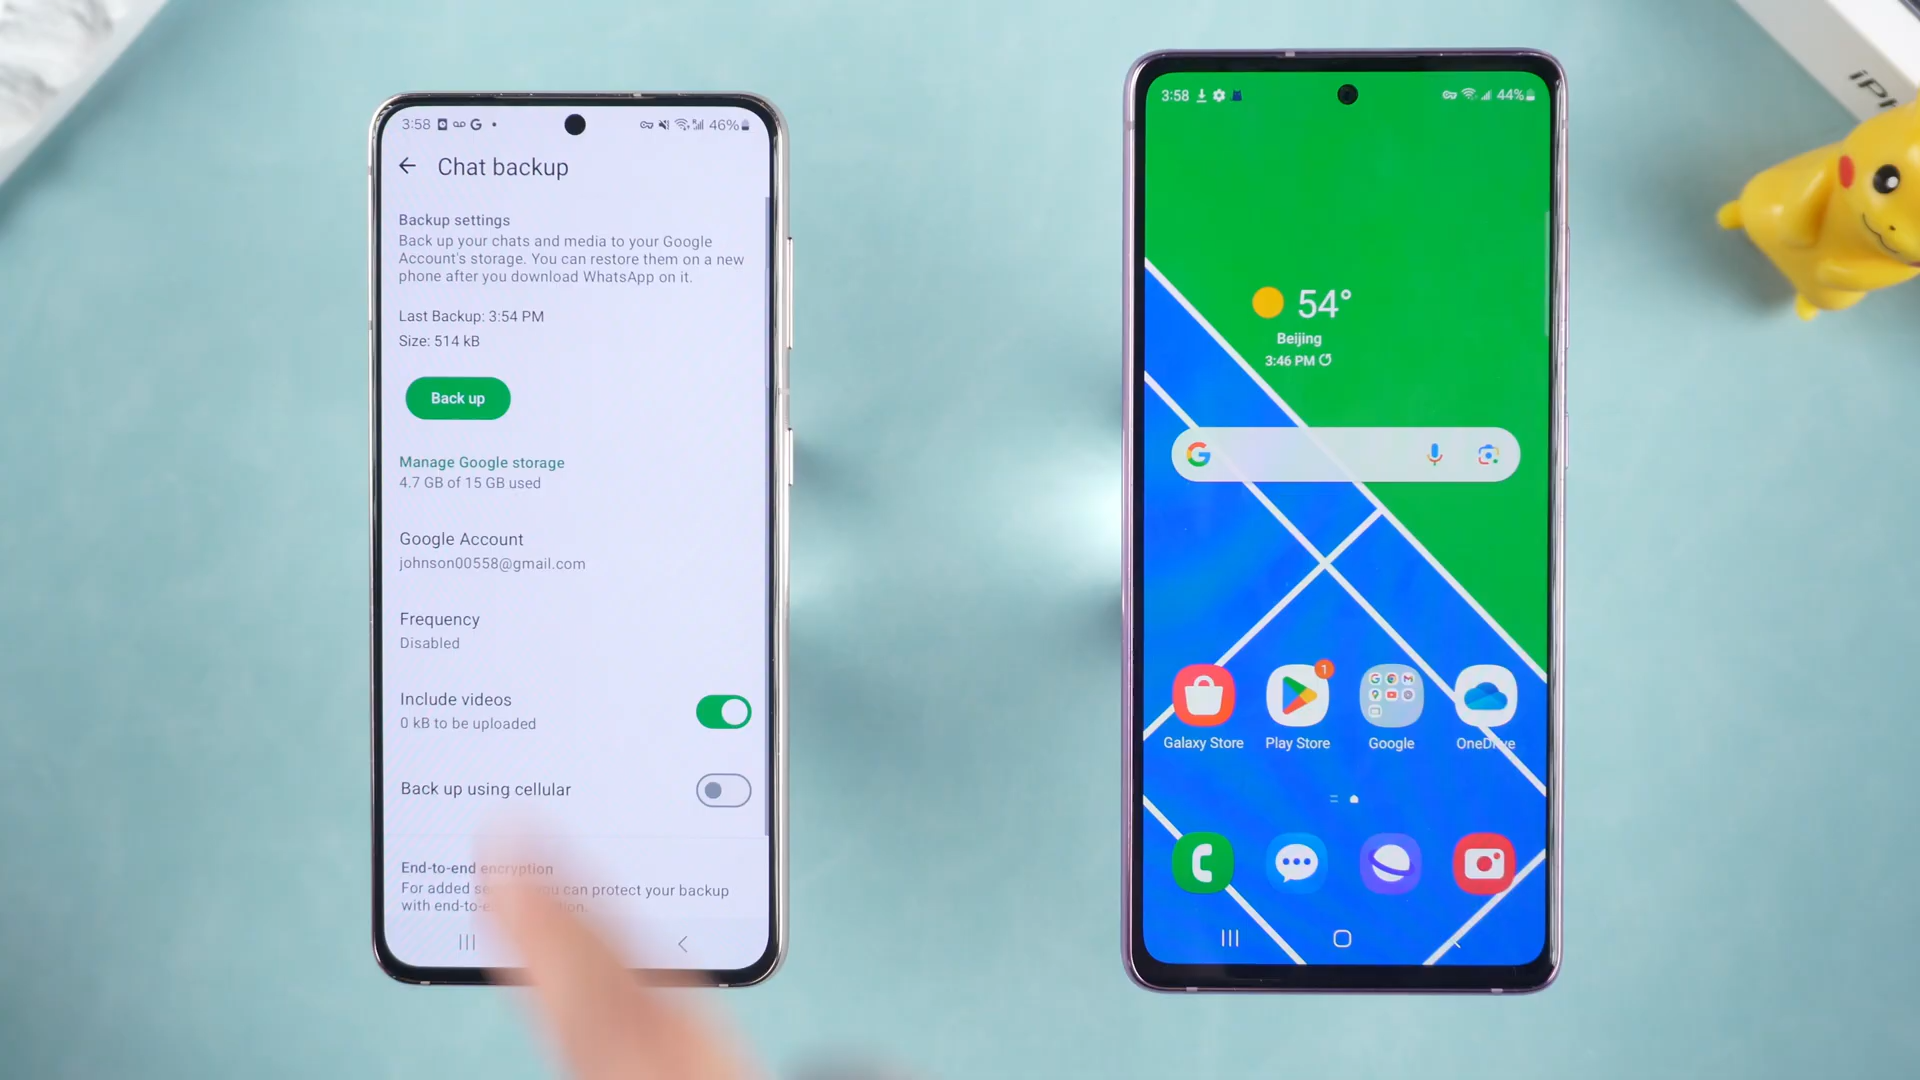 3:58
46%
Chat backup
Backup settings
Back up your chats and media to your Google
Account's storage. You can restore them on a new
phone after you download WhatsApp on it.
Last Backup: 3:54 PM
Size: 514 kB
Back up
Manage Google storage
4.7 GB of 15 GB used
Google Account
johnson00558@gmail.com
Frequency
Disabled
Include videos
0 kB to be uploaded
Back up using cellular
End-to-end encryption
For added you can protect your backup
with
3:58
44%
54°
Beijing
3:46 PM
1
Galaxy Store
Play Store
Google
OneDrive